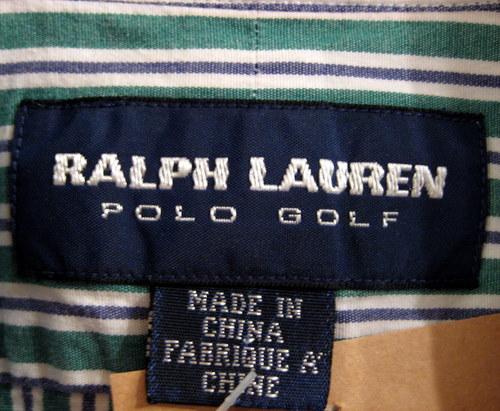 RALPH LAUREN
POLO GOLF
MADE IN
CHINA
FABRIQUE A'
CHINE